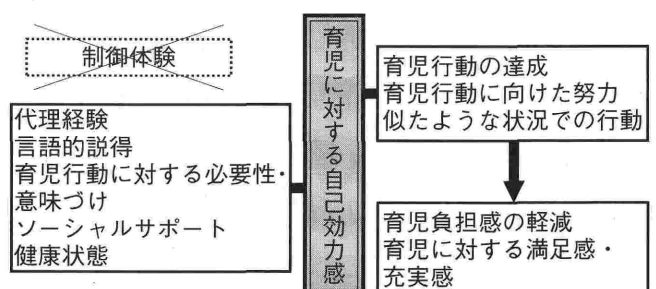 制御体験
代理経験
言語的説得
育児行動に対する必要性・
意味づけ
ソーシャルサポート
健康状態
育児に対する自己効力感
育児行動の達成
育児行動に向けた努力
似たような状況での行動
育児負担感の軽減
育児に対する満足感・
充実感